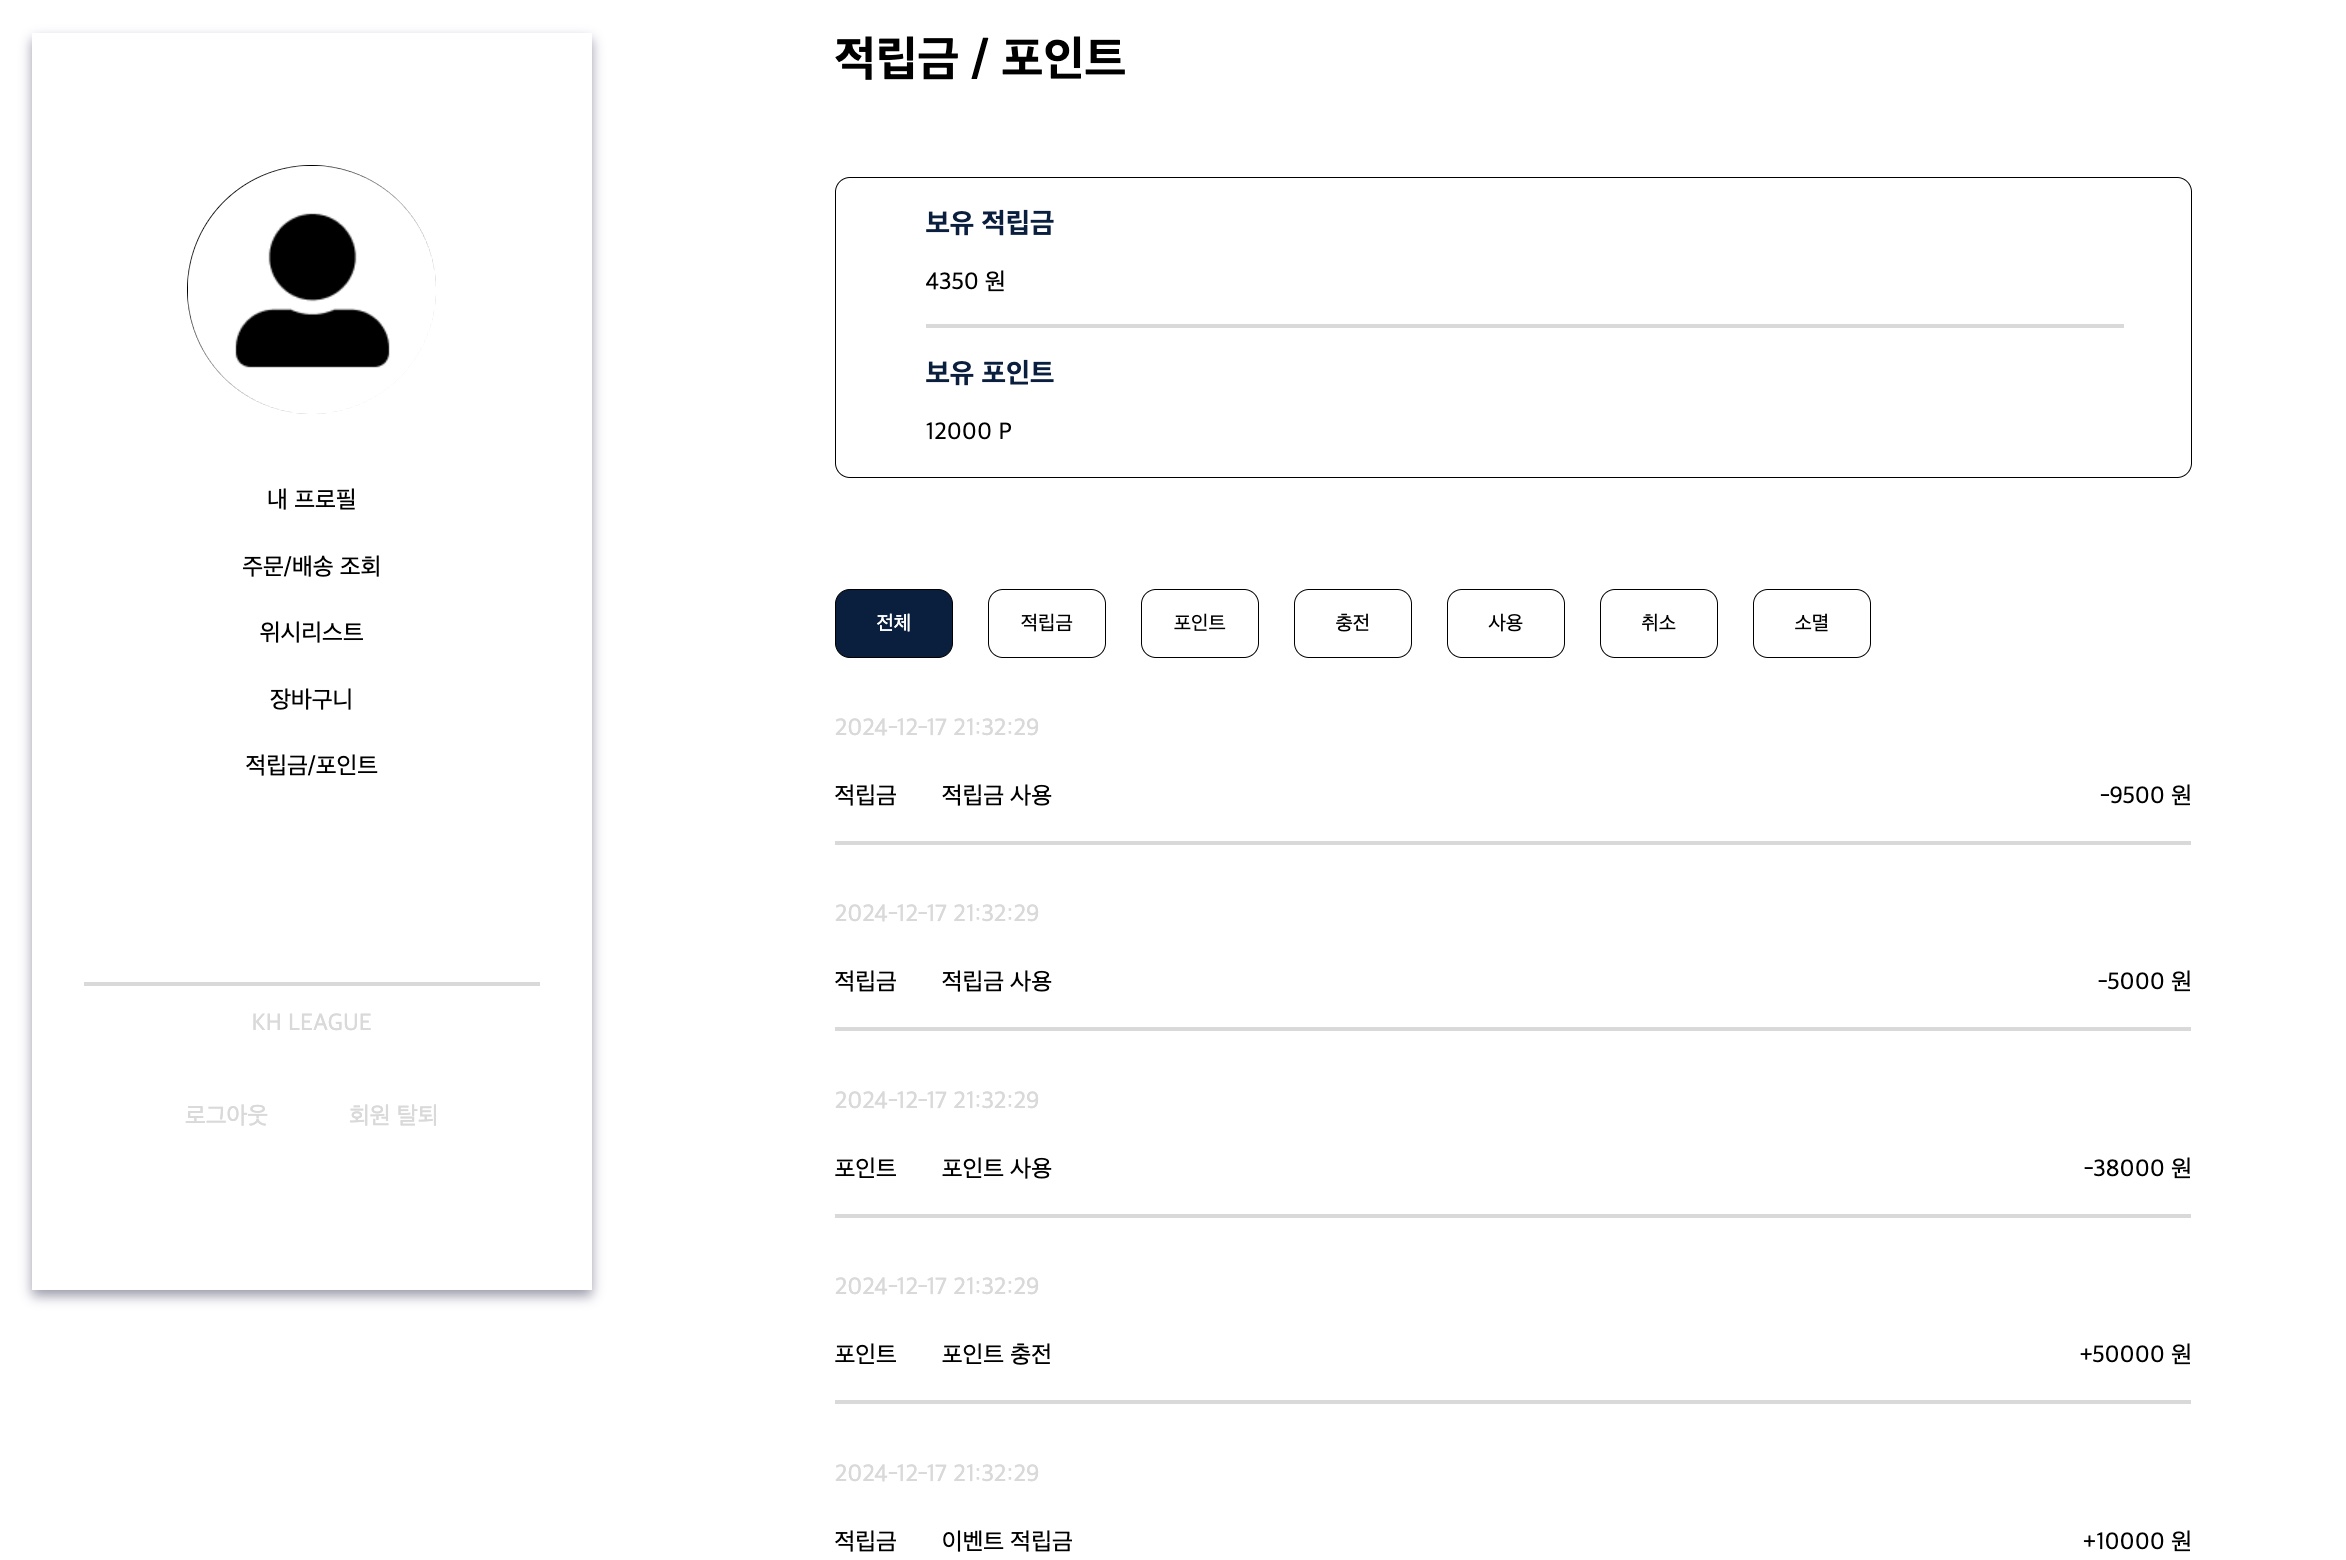 내 프로필
주문/배송 조회
위시리스트
장바구니
적립금/포인트
KH LEAGUE
로그아웃 회원 탈퇴
적립금 / 포인트
보유 적립금
4350 원
보유 포인트
12000 P
전체 적립금 포인트 충전 사용 취소 소멸
2024-12-17 21:32:29
적립금 적립금 사용 -9500 원
2024-12-17 21:32:29
적립금 적립금 사용 -5000 원
2024-12-17 21:32:29
포인트 포인트 사용 -38000 원
2024-12-17 21:32:29
포인트 포인트 충전 +50000 원
2024-12-17 21:32:29
적립금 이벤트 적립금 +10000 원